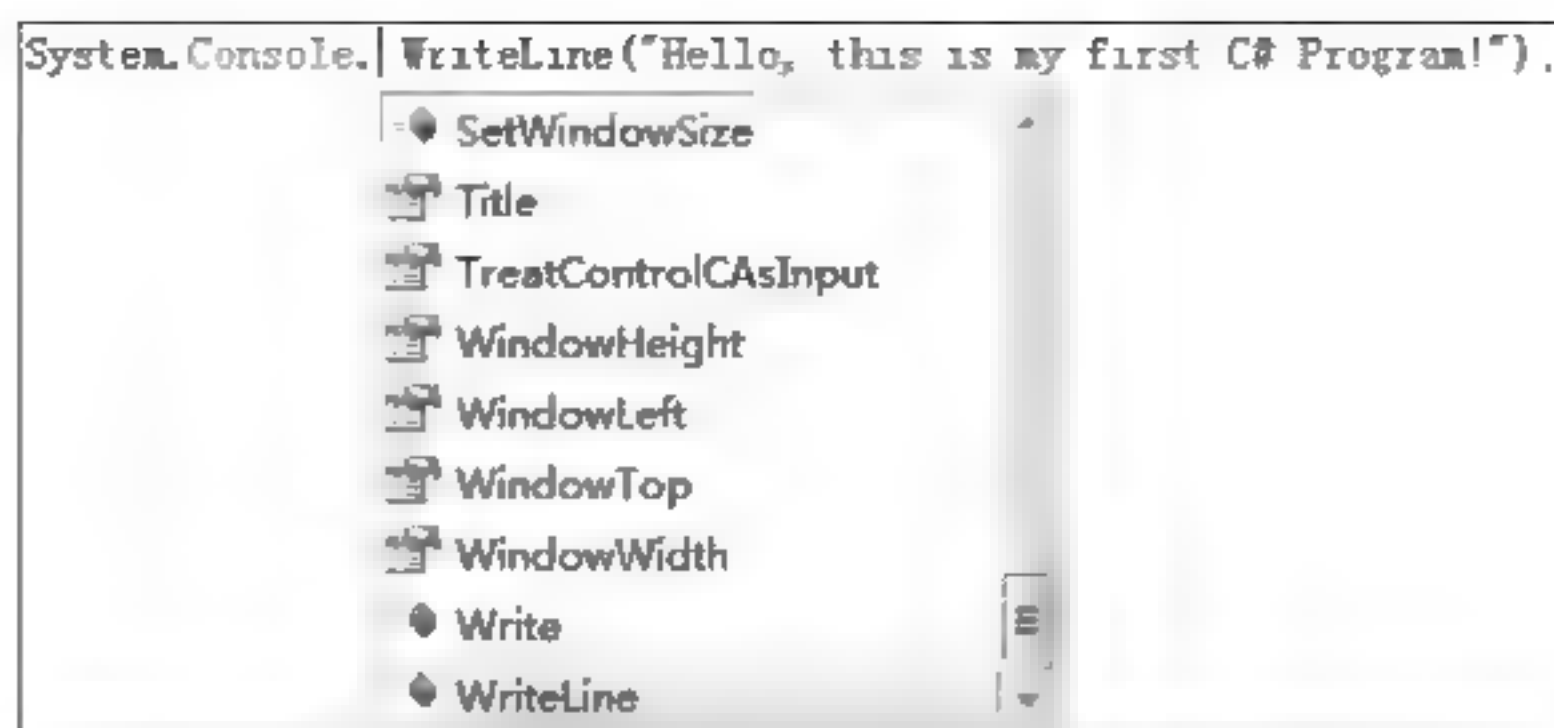 System.Console. WriteLine("Hello, this is my first C# Program!").
SetWindowSize
Title
TreatControlCAsInput
WindowHeight
WindowLeft
WindowTop
WindowWidth
Write
WriteLine